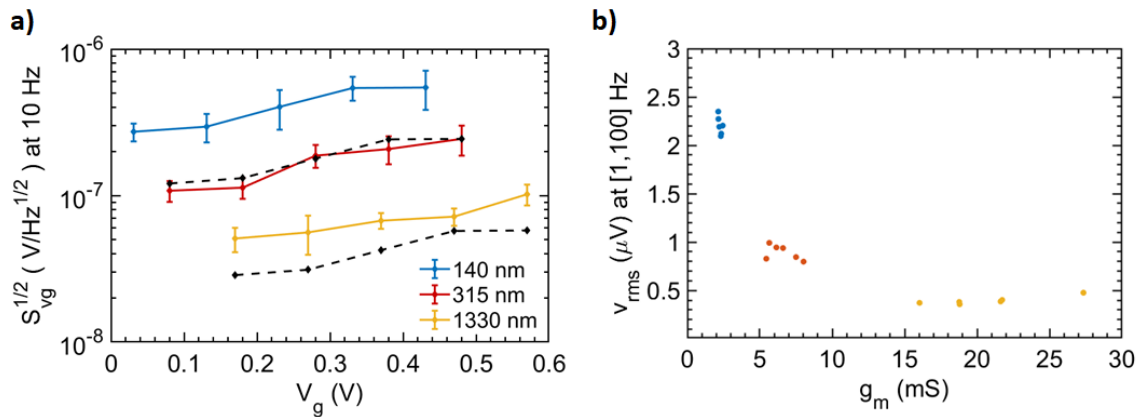 a)
S_vg^1/2 ( V/Hz^1/2 ) at 10 Hz
10^-6
10^-7
10^-8
140 nm
315 nm
1330 nm
0 0.1 0.2 0.3 0.4 0.5 0.6
V_g (V)
b)
v_rms (μV) at [1,100] Hz
3
2.5
2
1.5
1
0.5
0 5 10 15 20 25 30
g_m (mS)